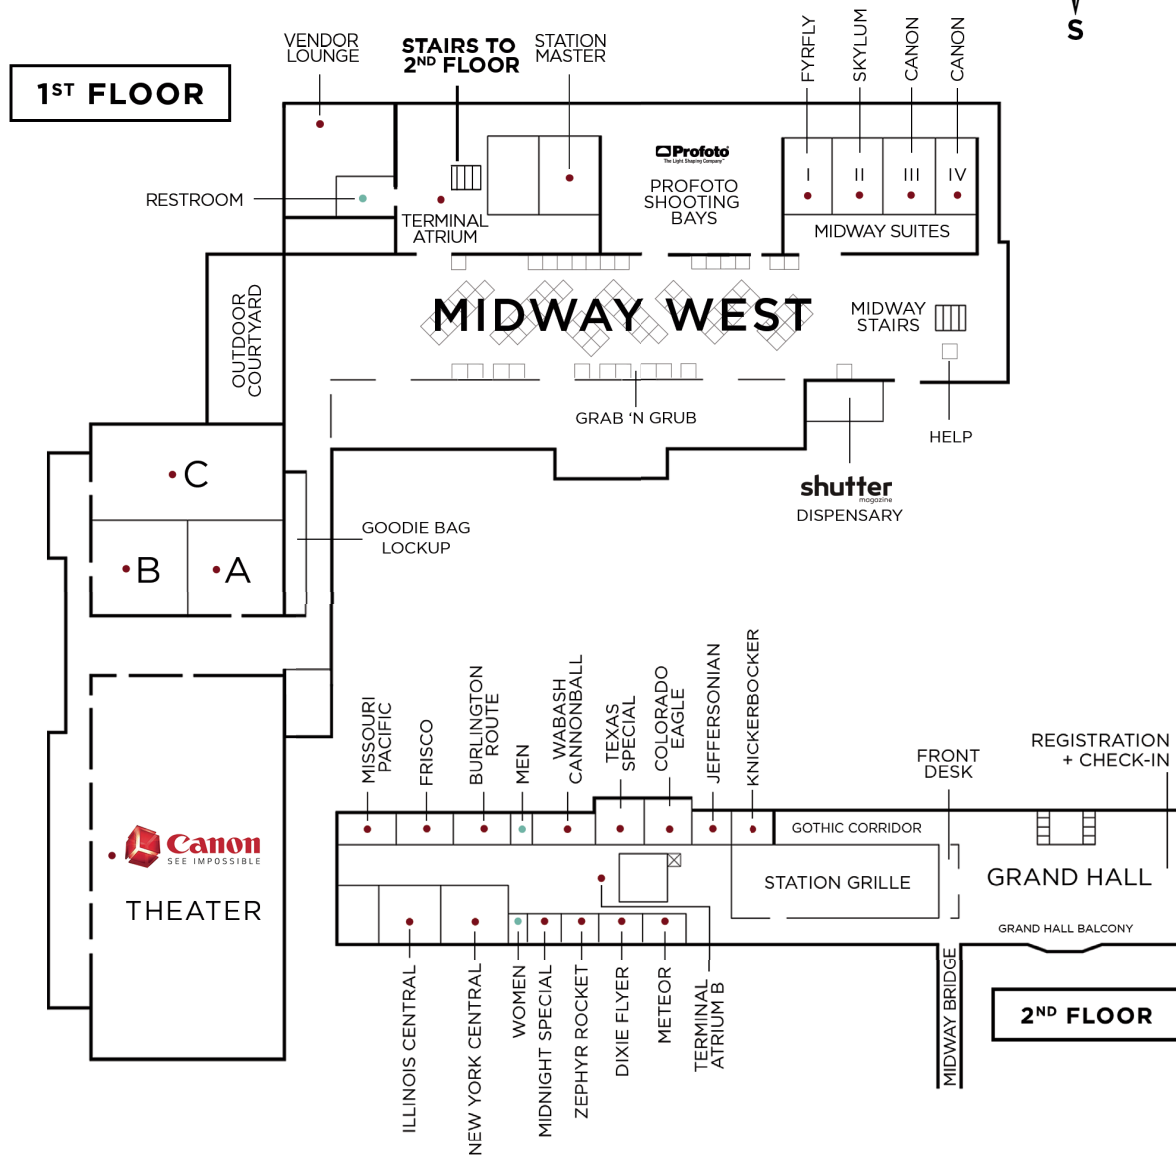 S
1ST FLOOR
VENDOR
LOUNGE
STAIRS TO
2ND FLOOR
STATION
MASTER
FYRFLY
SKYLUM
CANON
CANON
Profoto
The Light Shaping Company™
PROFOTO
SHOOTING
BAYS
I
II
III
IV
MIDWAY SUITES
RESTROOM
TERMINAL
ATRIUM
OUTDOOR
COURTYARD
MIDWAY WEST
MIDWAY
STAIRS
GRAB ‘N GRUB
HELP
shutter
magazine
DISPENSARY
C
B
A
GOODIE BAG
LOCKUP
MISSOURI
PACIFIC
FRISCO
BURLINGTON
ROUTE
MEN
WABASH
CANNONBALL
TEXAS
SPECIAL
COLORADO
EAGLE
JEFFERSONIAN
KNICKERBOCKER
FRONT
DESK
REGISTRATION
+ CHECK-IN
Canon
SEE IMPOSSIBLE
THEATER
GOTHIC CORRIDOR
STATION GRILLE
GRAND HALL
GRAND HALL BALCONY
ILLINOIS CENTRAL
NEW YORK CENTRAL
WOMEN
MIDNIGHT SPECIAL
ZEPHYR ROCKET
DIXIE FLYER
METEOR
TERMINAL
ATRIUM B
MIDWAY BRIDGE
2ND FLOOR